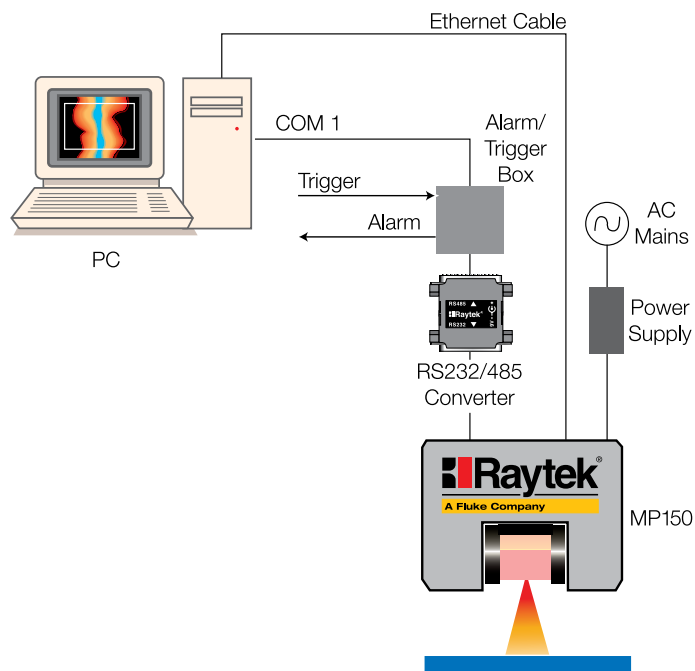 Ethernet Cable
COM 1
Alarm/
Trigger
Box
Trigger
Alarm
AC
Mains
PC
RS485
Raytek
RS232
9V
Power
Supply
RS232/485
Converter
Raytek®
A Fluke Company
MP150